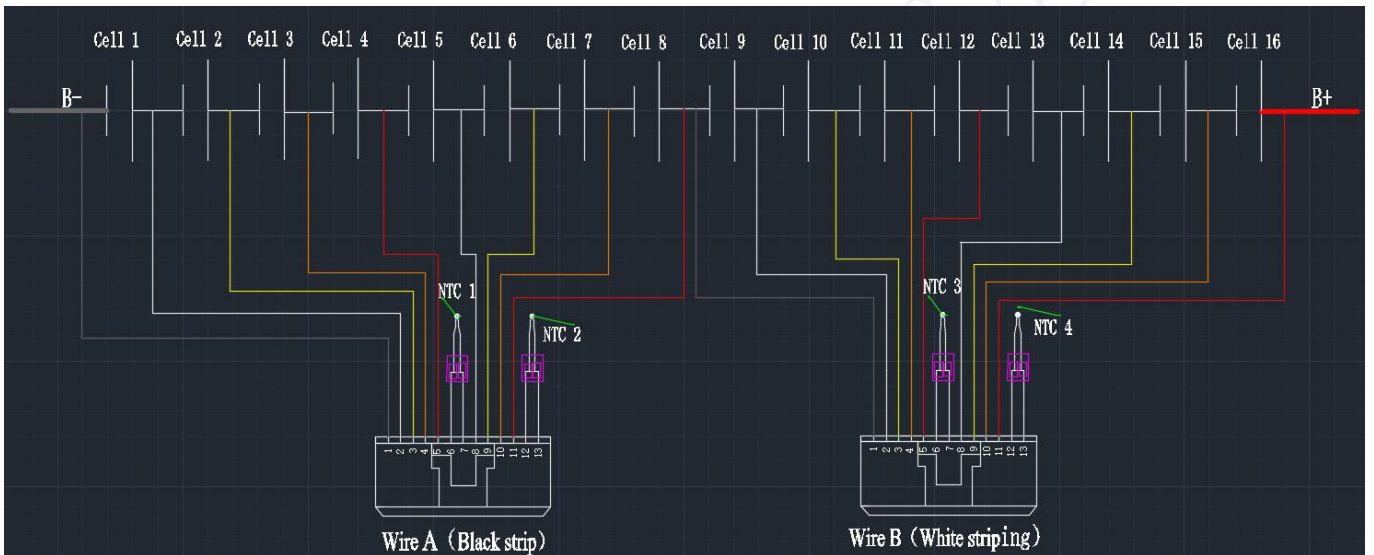 Cell 1 Cell 2 Cell 3 Cell 4 Cell 5 Cell 6 Cell 7 Cell 8 Cell 9 Cell 10 Cell 11 Cell 12 Cell 13 Cell 14 Cell 15 Cell 16
B- B+
NTC 1 NTC 3
NTC 2 NTC 4
1 2 3 4 5 6 7 8 9 10 11 12 13 1 2 3 4 5 6 7 8 9 10 11 12 13
Wire A (Black strip) Wire B (White striping)